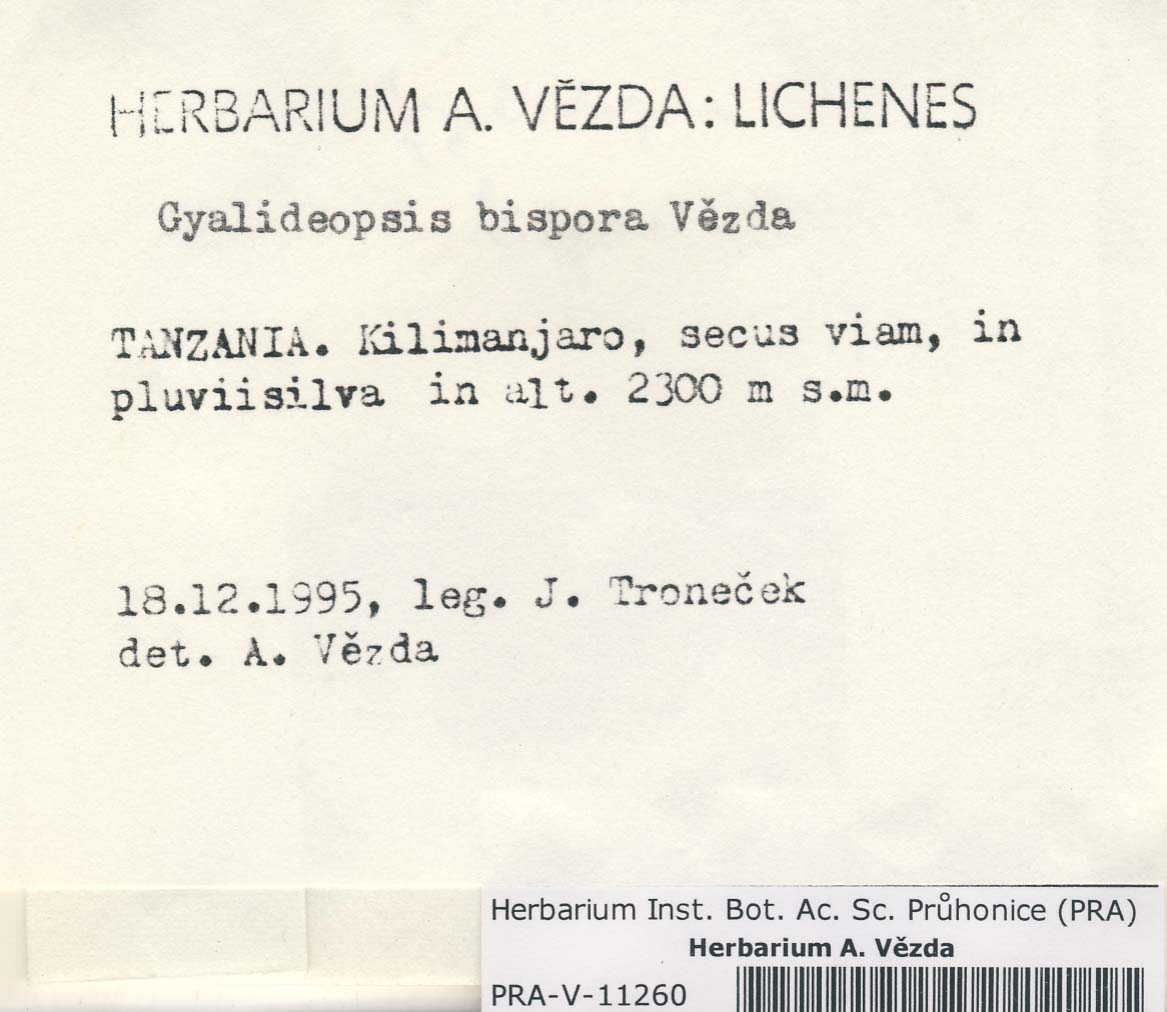 HERBARIUM A. VĚZDA: LICHENES
Gyalideopsis bispora Vězda
TANZANIA. Kilimanjaro, secus viam, in
pluviisilva in alt. 2300 m s.m.
18.12.1995, leg. J. Troneček
det. A. Vězda
Herbarium Inst. Bot. Ac. Sc. Průhonice (PRA)
Herbarium A. Vězda
PRA-V-11260